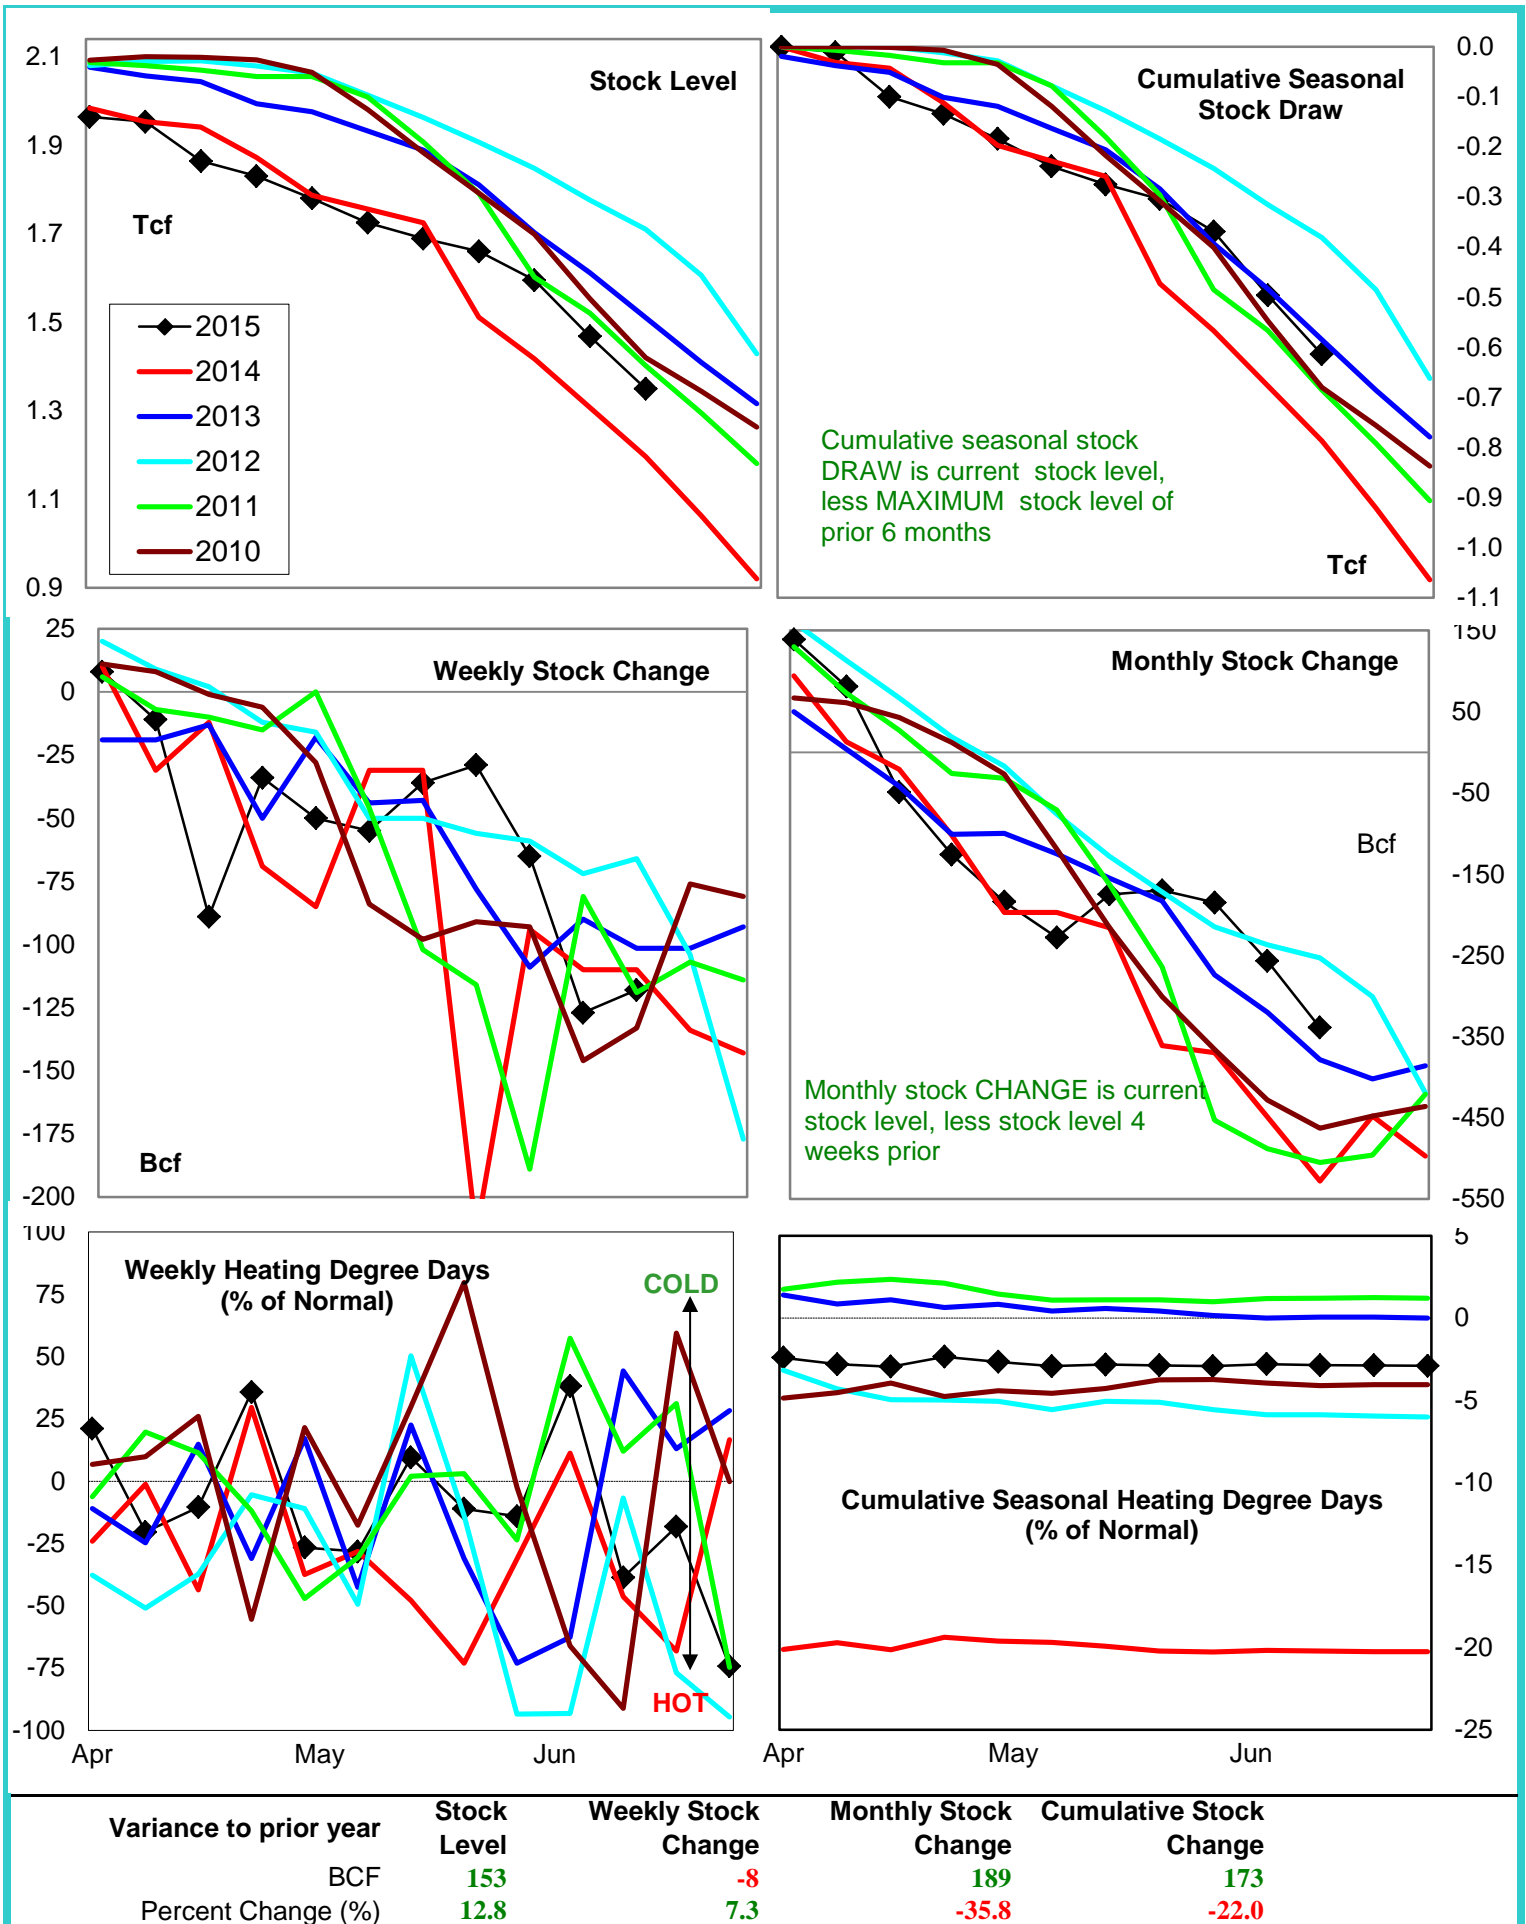 Stock Level
Tcf
2.1
1.9
1.7
1.5
1.3
1.1
0.9
2015
2014
2013
2012
2011
2010
Cumulative Seasonal
Stock Draw
0.0
-0.1
-0.2
-0.3
-0.4
-0.5
-0.6
-0.7
-0.8
-0.9
-1.0
-1.1
Cumulative seasonal stock
DRAW is current stock level,
less MAXIMUM stock level of
prior 6 months
Tcf
Weekly Stock Change
25
0
-25
-50
-75
-100
-125
-150
-175
-200
Bcf
Monthly Stock Change
150
50
-50
-150
-250
-350
-450
-550
Bcf
Monthly stock CHANGE is current
stock level, less stock level 4
weeks prior
Weekly Heating Degree Days
(% of Normal)
COLD
HOT
100
75
50
25
0
-25
-50
-75
-100
Apr May Jun
5
0
-5
-10
-15
-20
-25
Cumulative Seasonal Heating Degree Days
(% of Normal)
Apr May Jun
Variance to prior year
Stock Level
Weekly Stock Change
Monthly Stock Change
Cumulative Stock Change
BCF 153 -8 189 173
Percent Change (%) 12.8 7.3 -35.8 -22.0